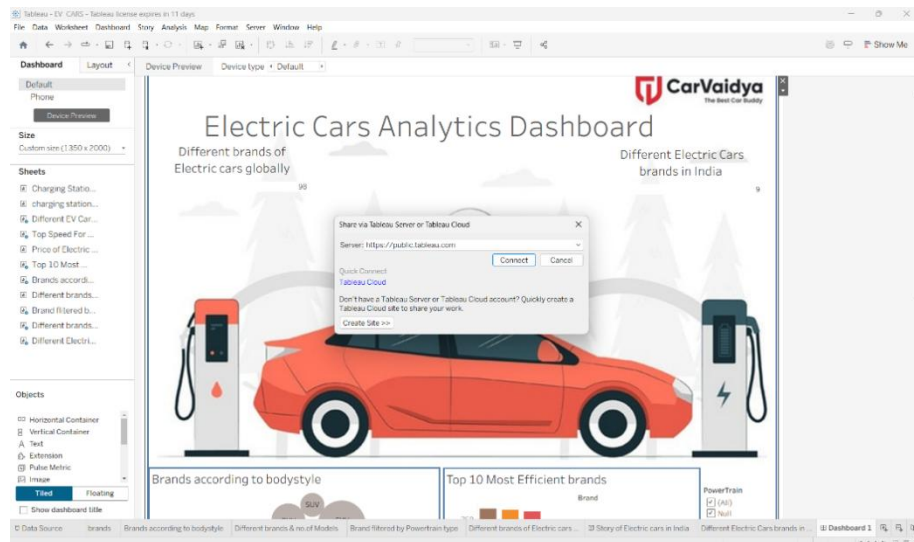 Tableau - EV CARS - Tableau license expires in 11 days
File Data Worksheet Dashboard Story Analysis Map Format Server Window Help
Show Me
Dashboard Layout
Device Preview Device type Default
Default
Phone
Device Preview
Size
Custom size (1350 x 2000)
Sheets
Charging Statio...
charging station...
Different EV Car...
Top Speed For ...
Price of Electric ...
Top 10 Most ...
Brands accordi...
Different brands...
Brand filtered b...
Different brands...
Different Electri...
Objects
Horizontal Container
Vertical Container
Text
Extension
Pulse Metric
Image
Tiled Floating
Show dashboard title
CarVaidya
The Best Car Buddy
Electric Cars Analytics Dashboard
Different brands of
Electric cars globally
98
Different Electric Cars
brands in India
9
Share via Tableau Server or Tableau Cloud
Server: https://public.tableau.com
Connect Cancel
Quick Connect
Tableau Cloud
Don't have a Tableau Server or Tableau Cloud account? Quickly create a
Tableau Cloud site to share your work.
Create Site >>
Brands according to bodystyle
SUV
Top 10 Most Efficient brands
Brand
PowerTrain
(All)
Null
Data Source brands Brands according to bodystyle Different brands & no.of Models Brand filtered by Powertrain type Different brands of Electric cars ... Story of Electric cars in India Different Electric Cars brands in ... Dashboard 1